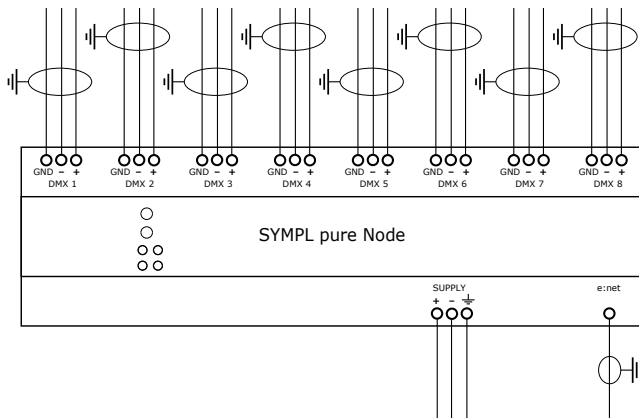 GND – + GND – + GND – + GND – + GND – + GND – + GND – + GND – +
DMX 1 DMX 2 DMX 3 DMX 4 DMX 5 DMX 6 DMX 7 DMX 8
SYMPL pure Node
SUPPLY e:net
+ –